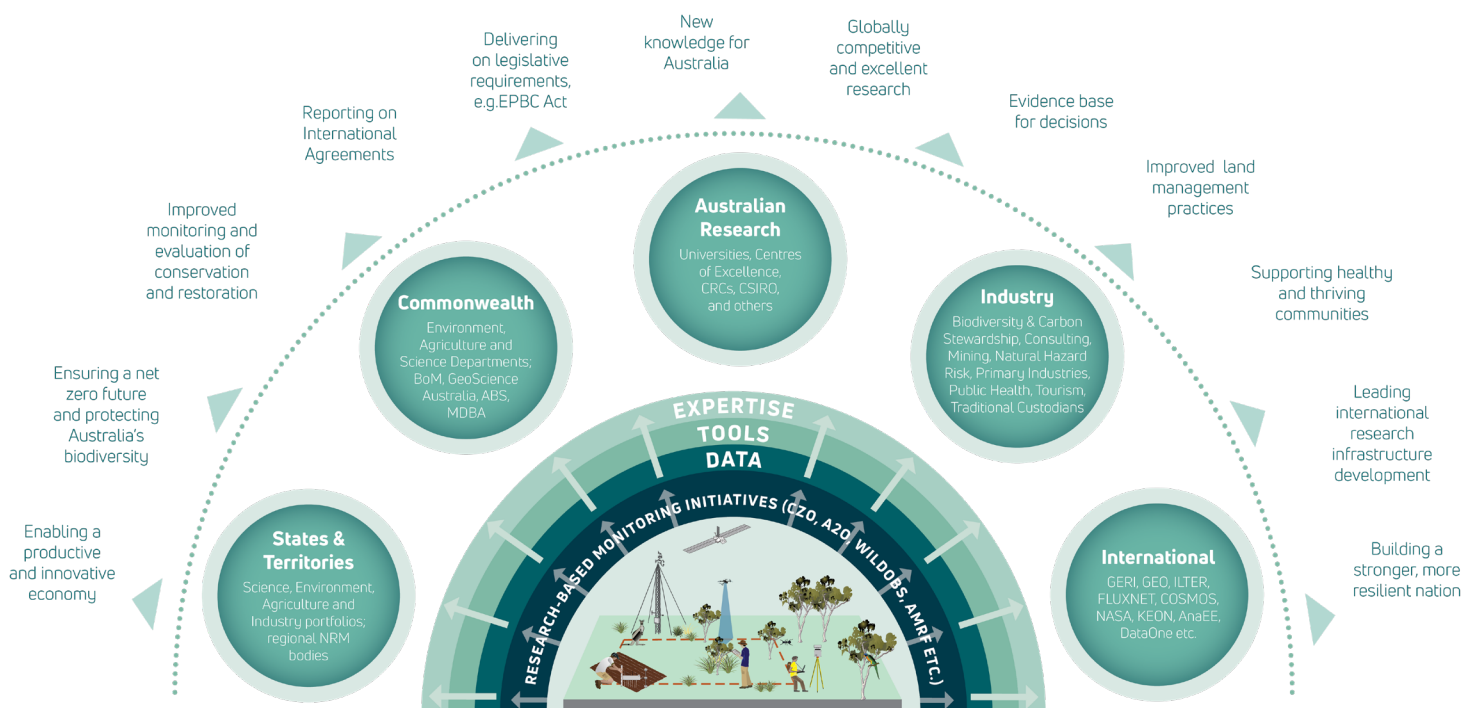 Enabling a
productive
and innovative
economy
Ensuring a net
zero future
and protecting
Australia's
biodiversity
Improved
monitoring and
evaluation of
conservation
and restoration
Reporting on
International
Agreements
Delivering
on legislative
requirements,
e.g.EPBC Act
New
knowledge for
Australia
Globally
competitive
and excellent
research
Evidence base
for decisions
Improved land
management
practices
Supporting healthy
and thriving
communities
Leading
international
research
infrastructure
development
Building a
stronger, more
resilient nation
States &
Territories
Science, Environment,
Agriculture and
Industry portfolios;
regional NRM
bodies
Commonwealth
Environment,
Agriculture and
Science Departments;
BoM, GeoScience
Australia, ABS,
MDBA
Australian
Research
Universities, Centres
of Excellence,
CRCs, CSIRO,
and others
Industry
Biodiversity & Carbon
Stewardship, Consulting,
Mining, Natural Hazard
Risk, Primary Industries,
Public Health, Tourism,
Traditional Custodians
International
GERI, GEO, ILTER,
FLUXNET, COSMOS,
NASA, KEON, AnaEE,
DataOne etc.
EXPERTISE
TOOLS
DATA
RESEARCH-BASED MONITORING INITIATIVES (CZO, A2O, WILDOBS, AMRF ETC.)